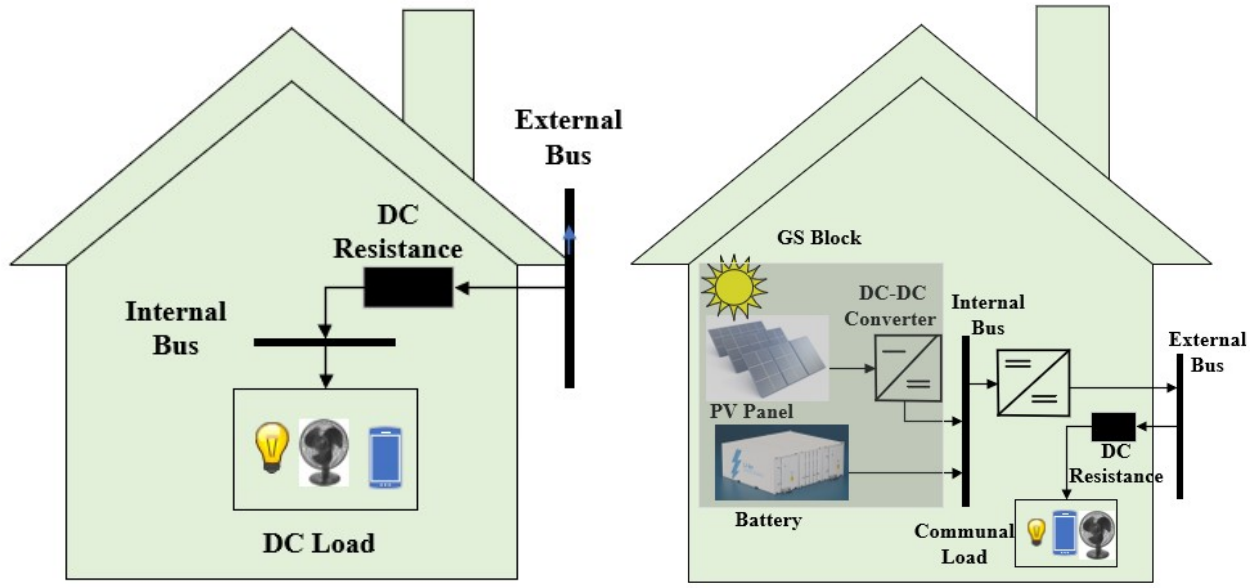 External
Bus
DC
Resistance
Internal
Bus
DC Load
GS Block
DC-DC
Converter
Internal
Bus
External
Bus
PV Panel
DC
Resistance
Battery
Communal
Load